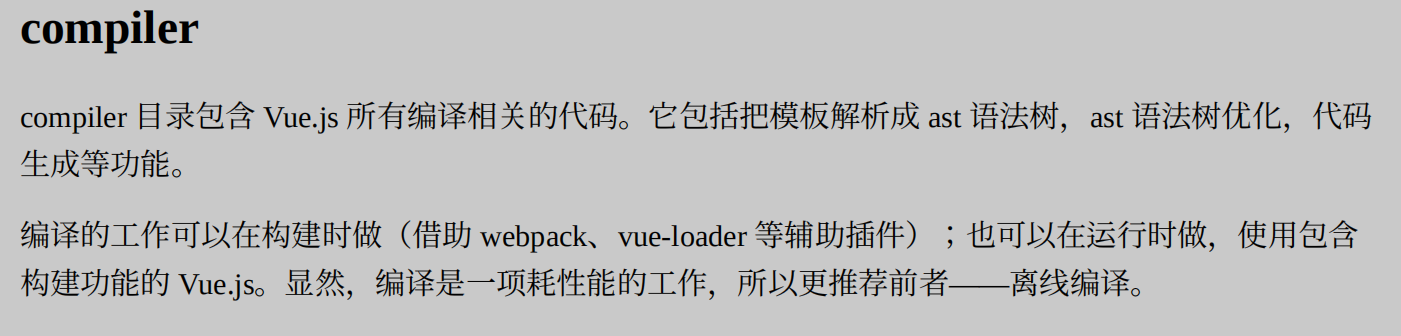 compiler
compiler 目录包含 Vue.js 所有编译相关的代码。它包括把模板解析成 ast 语法树，ast 语法树优化，代码
生成等功能。
编译的工作可以在构建时做（借助 webpack、vue-loader 等辅助插件）；也可以在运行时做，使用包含
构建功能的 Vue.js。显然，编译是一项耗性能的工作，所以更推荐前者——离线编译。